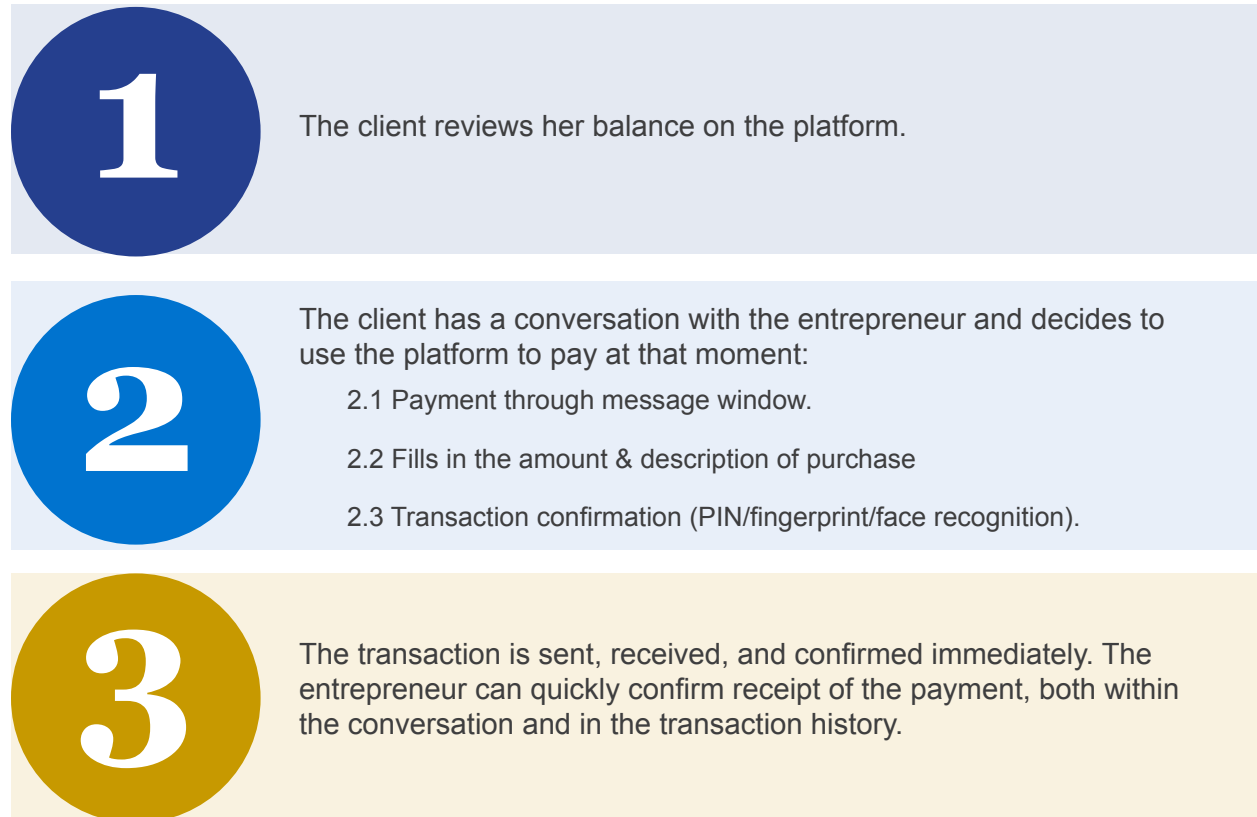 1
The client reviews her balance on the platform.
2
The client has a conversation with the entrepreneur and decides to
use the platform to pay at that moment:
2.1 Payment through message window.
2.2 Fills in the amount & description of purchase
2.3 Transaction confirmation (PIN/fingerprint/face recognition).
3
The transaction is sent, received, and confirmed immediately. The
entrepreneur can quickly confirm receipt of the payment, both within
the conversation and in the transaction history.